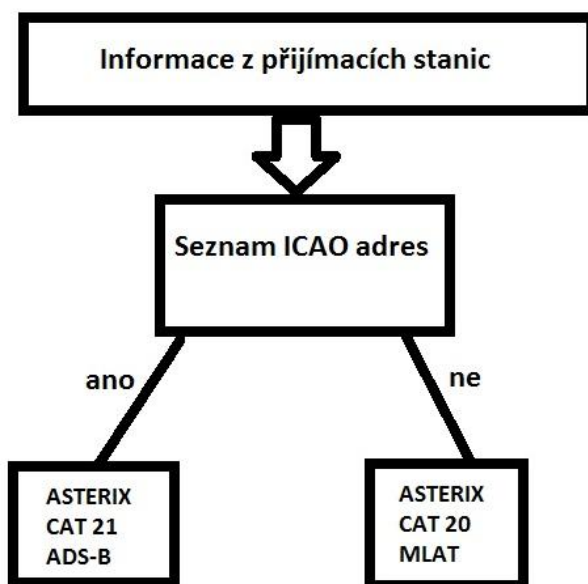 Informace z přijímacích stanic
Seznam ICAO adres
ano
ne
ASTERIX
CAT 21
ADS-B
ASTERIX
CAT 20
MLAT